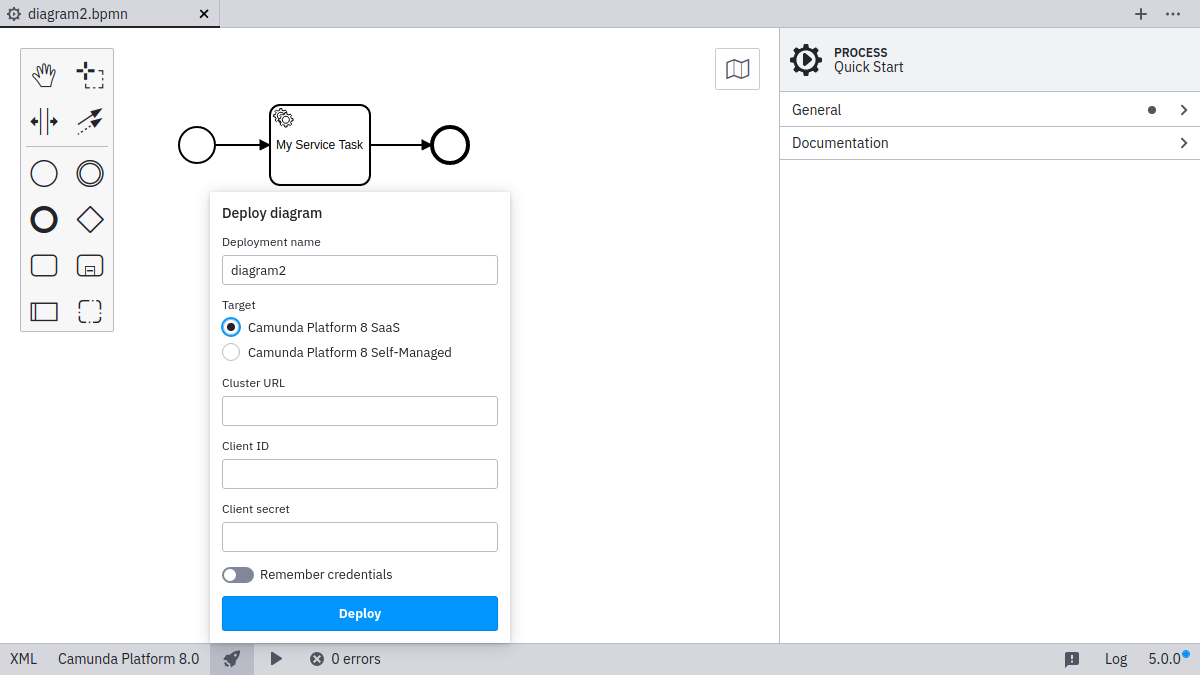 diagram2.bpmn
PROCESS
Quick Start
General
Documentation
My Service Task
Deploy diagram
Deployment name
diagram2
Target
Camunda Platform 8 SaaS
Camunda Platform 8 Self-Managed
Cluster URL
Client ID
Client secret
Remember credentials
Deploy
XML Camunda Platform 8.0 0 errors Log 5.0.0